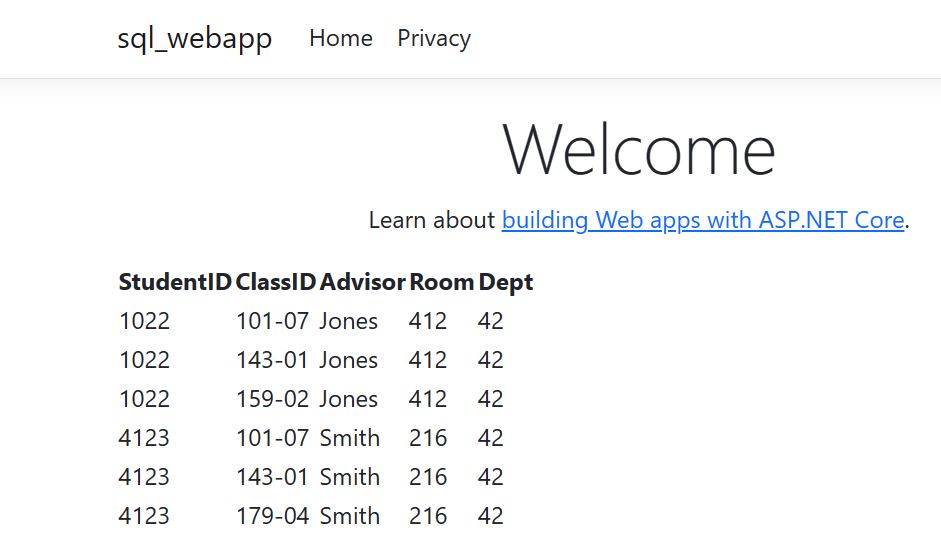 sql_webapp Home Privacy
Welcome
Learn about building Web apps with ASP.NET Core.
StudentID ClassID Advisor Room Dept
1022 101-07 Jones 412 42
1022 143-01 Jones 412 42
1022 159-02 Jones 412 42
4123 101-07 Smith 216 42
4123 143-01 Smith 216 42
4123 179-04 Smith 216 42